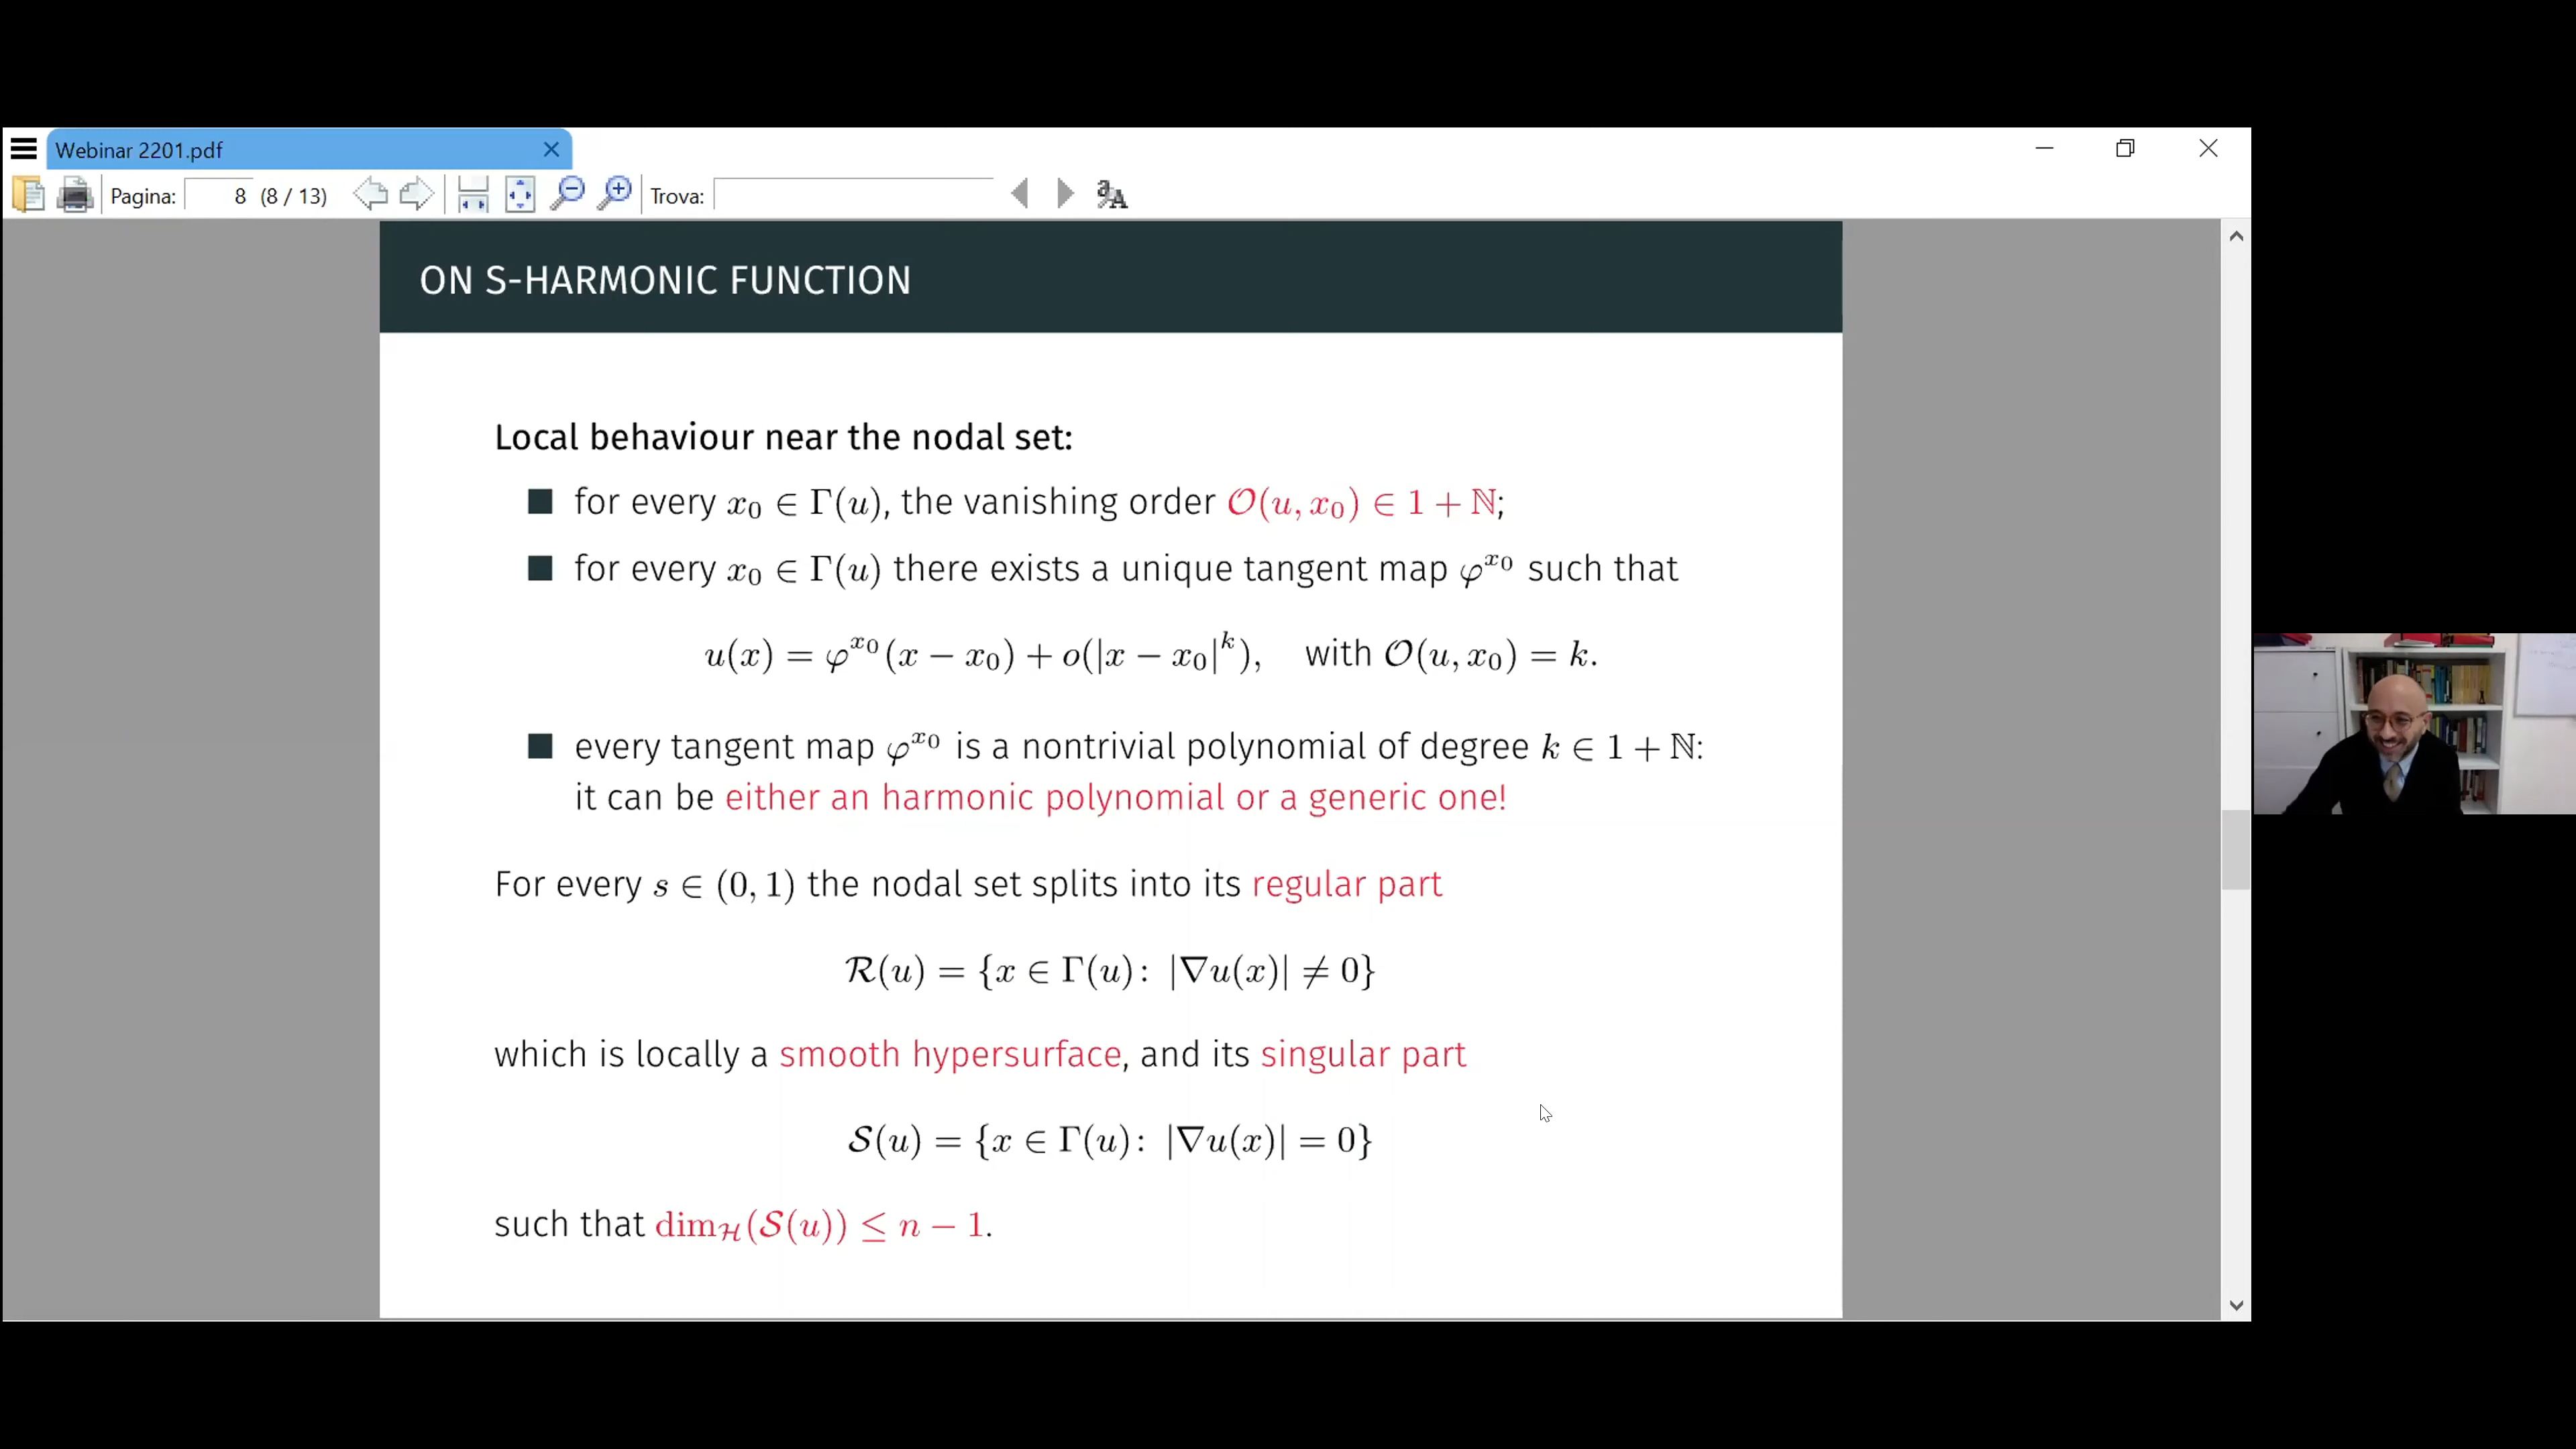 Webinar 2201.pdf
Pagina: 8 (8 / 13) Trova:
ON S-HARMONIC FUNCTION
Local behaviour near the nodal set:
for every x₀ ∈ Γ(u), the vanishing order 𝒪(u, x₀) ∈ 1 + ℕ;
for every x₀ ∈ Γ(u) there exists a unique tangent map φ^{x₀} such that
u(x) = φ^{x₀}(x − x₀) + o(|x − x₀|^k), with 𝒪(u, x₀) = k.
every tangent map φ^{x₀} is a nontrivial polynomial of degree k ∈ 1 + ℕ:
it can be either an harmonic polynomial or a generic one!
For every s ∈ (0, 1) the nodal set splits into its regular part
ℛ(u) = {x ∈ Γ(u): |∇u(x)| ≠ 0}
which is locally a smooth hypersurface, and its singular part
𝒮(u) = {x ∈ Γ(u): |∇u(x)| = 0}
such that dim_ℋ(𝒮(u)) ≤ n − 1.